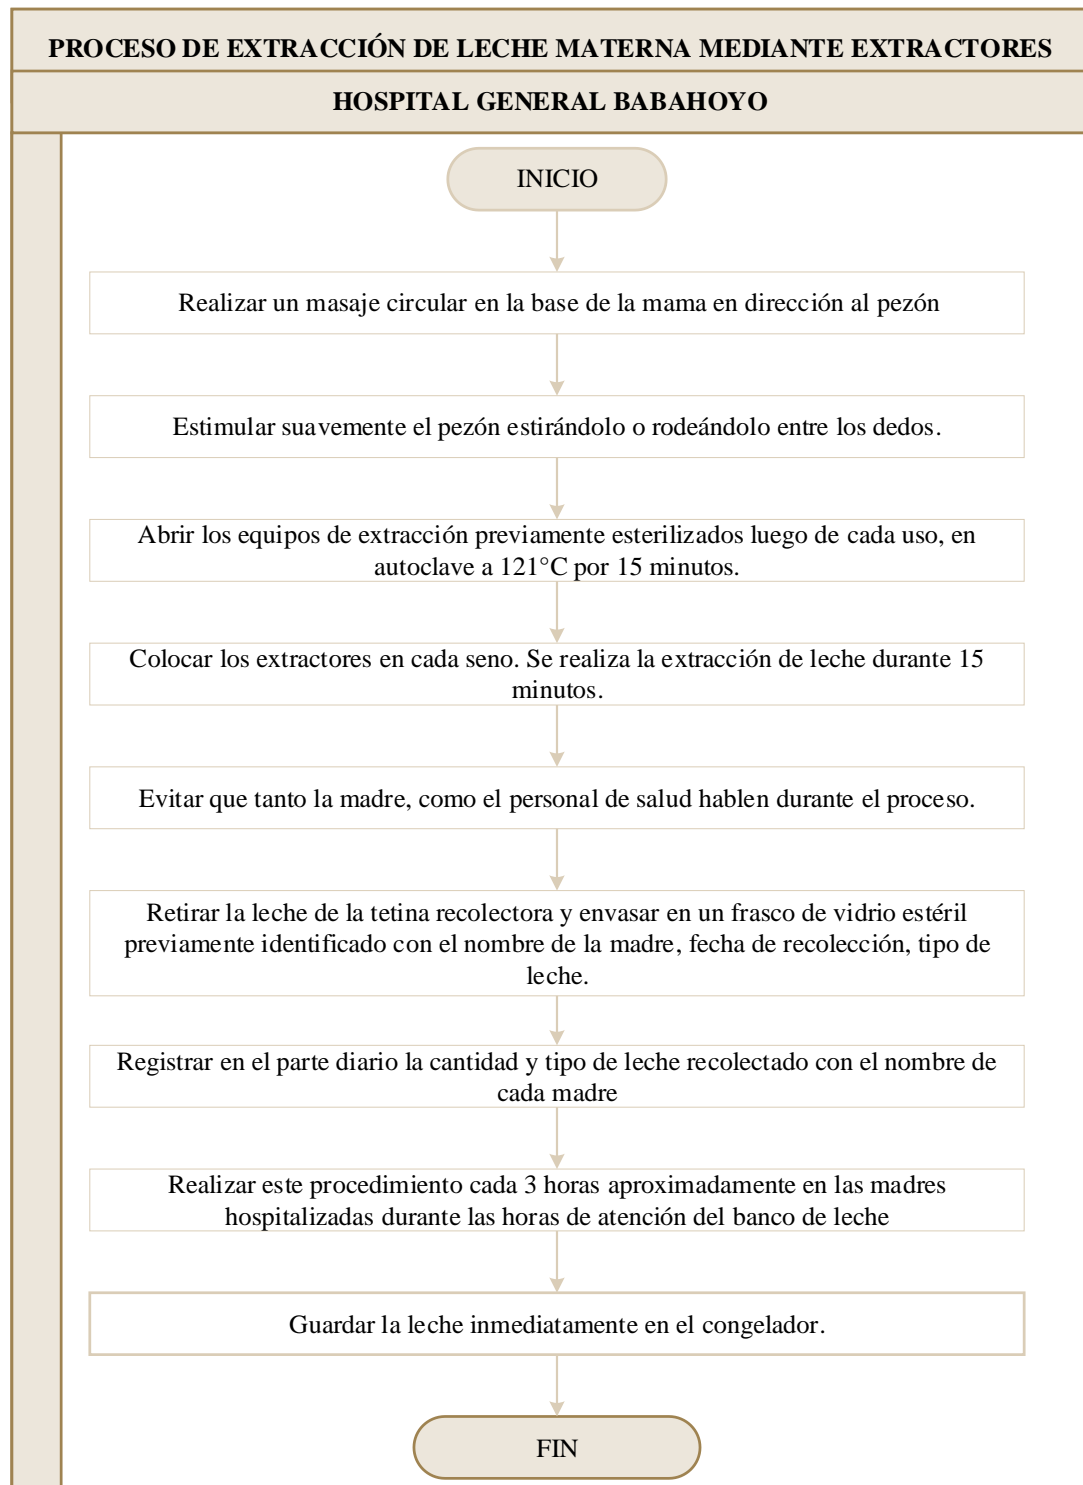 PROCESO DE EXTRACCIÓN DE LECHE MATERNA MEDIANTE EXTRACTORES
HOSPITAL GENERAL BABAHOYO
INICIO
Realizar un masaje circular en la base de la mama en dirección al pezón
Estimular suavemente el pezón estirándolo o rodeándolo entre los dedos.
Abrir los equipos de extracción previamente esterilizados luego de cada uso, en
autoclave a 121°C por 15 minutos.
Colocar los extractores en cada seno. Se realiza la extracción de leche durante 15
minutos.
Evitar que tanto la madre, como el personal de salud hablen durante el proceso.
Retirar la leche de la tetina recolectora y envasar en un frasco de vidrio estéril
previamente identificado con el nombre de la madre, fecha de recolección, tipo de
leche.
Registrar en el parte diario la cantidad y tipo de leche recolectado con el nombre de
cada madre
Realizar este procedimiento cada 3 horas aproximadamente en las madres
hospitalizadas durante las horas de atención del banco de leche
Guardar la leche inmediatamente en el congelador.
FIN